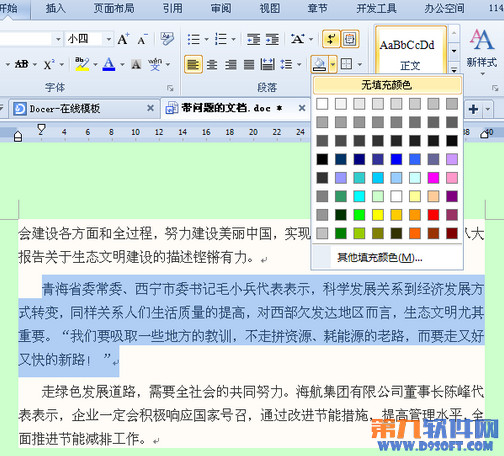 开始 插入 页面布局 引用 审阅 视图 章节 开发工具 办公空间 114
小四
AaBbCcDd
正文
新样式
字体 段落
无填充颜色
Docer-在线模板 带问题的文档.doc *
其他填充颜色(M)...
会建设各方面和全过程，努力建设美丽中国，实现
八大
报告关于生态文明建设的描述铿锵有力。
青海省委常委、西宁市委书记毛小兵代表表示，科学发展关系到经济发展方
式转变，同样关系人们生活质量的提高，对西部欠发达地区而言，生态文明尤其
重要。“我们要吸取一些地方的教训，不走拼资源、耗能源的老路，而要走又好
又快的新路！”
走绿色发展道路，需要全社会的共同努力。海航集团有限公司董事长陈峰代
表表示，企业一定会积极响应国家号召，通过改进节能措施、提高管理水平，全
面推进节能减排工作。
第九软件网
WWW.D9SOFT.COM